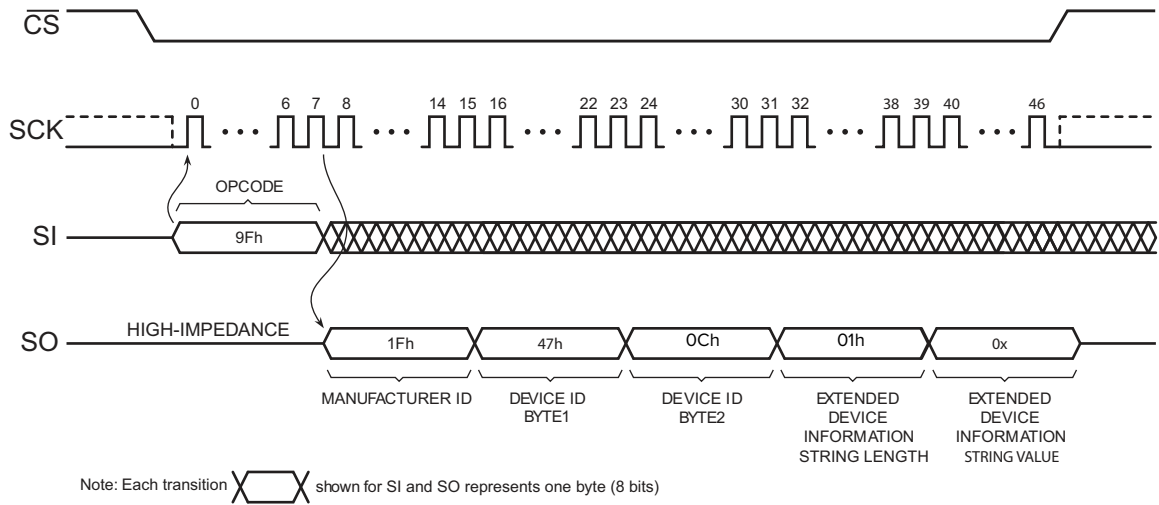 CS
0 6 7 8 14 15 16 22 23 24 30 31 32 38 39 40 46
SCK
OPCODE
SI 9Fh
HIGH-IMPEDANCE
SO 1Fh 47h 0Ch 01h 0x
MANUFACTURER ID DEVICE ID DEVICE ID EXTENDED EXTENDED
BYTE1 BYTE2 DEVICE DEVICE
INFORMATION INFORMATION
STRING LENGTH STRING VALUE
Note: Each transition shown for SI and SO represents one byte (8 bits)